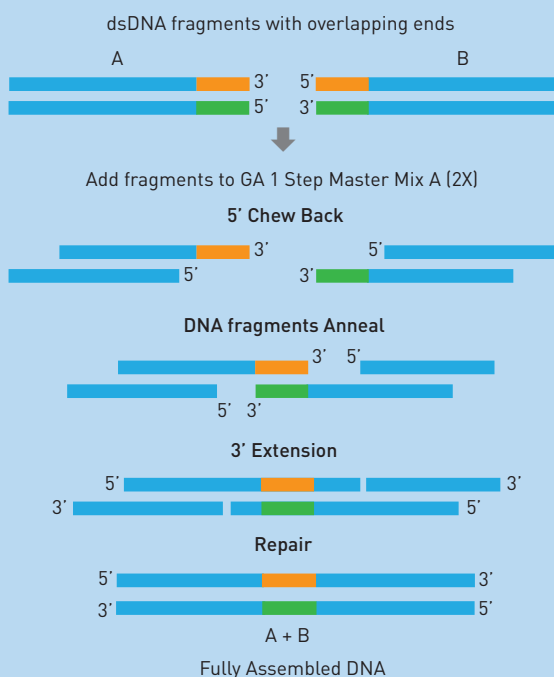 dsDNA fragments with overlapping ends
A B
3’ 5’
5’ 3’
Add fragments to GA 1 Step Master Mix A (2X)
5’ Chew Back
3’ 5’
5’ 3’
DNA fragments Anneal
3’ 5’
5’ 3’
3’ Extension
5’ 3’
3’ 5’
Repair
5’ 3’
3’ 5’
A + B
Fully Assembled DNA